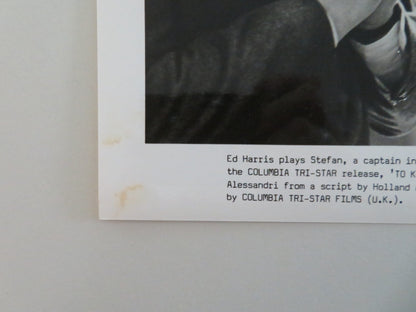 Ed Harris plays Stefan, a captain in
the COLUMBIA TRI-STAR release, 'TO K
Alessandri from a script by Holland
by COLUMBIA TRI-STAR FILMS (U.K.).